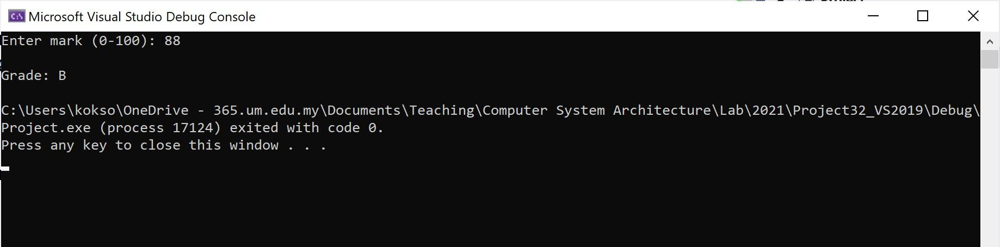 Project
C:\ Microsoft Visual Studio Debug Console
Enter mark (0-100): 88
Grade: B
C:\Users\kokso\OneDrive - 365.um.edu.my\Documents\Teaching\Computer System Architecture\Lab\2021\Project32_VS2019\Debug\
Project.exe (process 17124) exited with code 0.
Press any key to close this window . . .